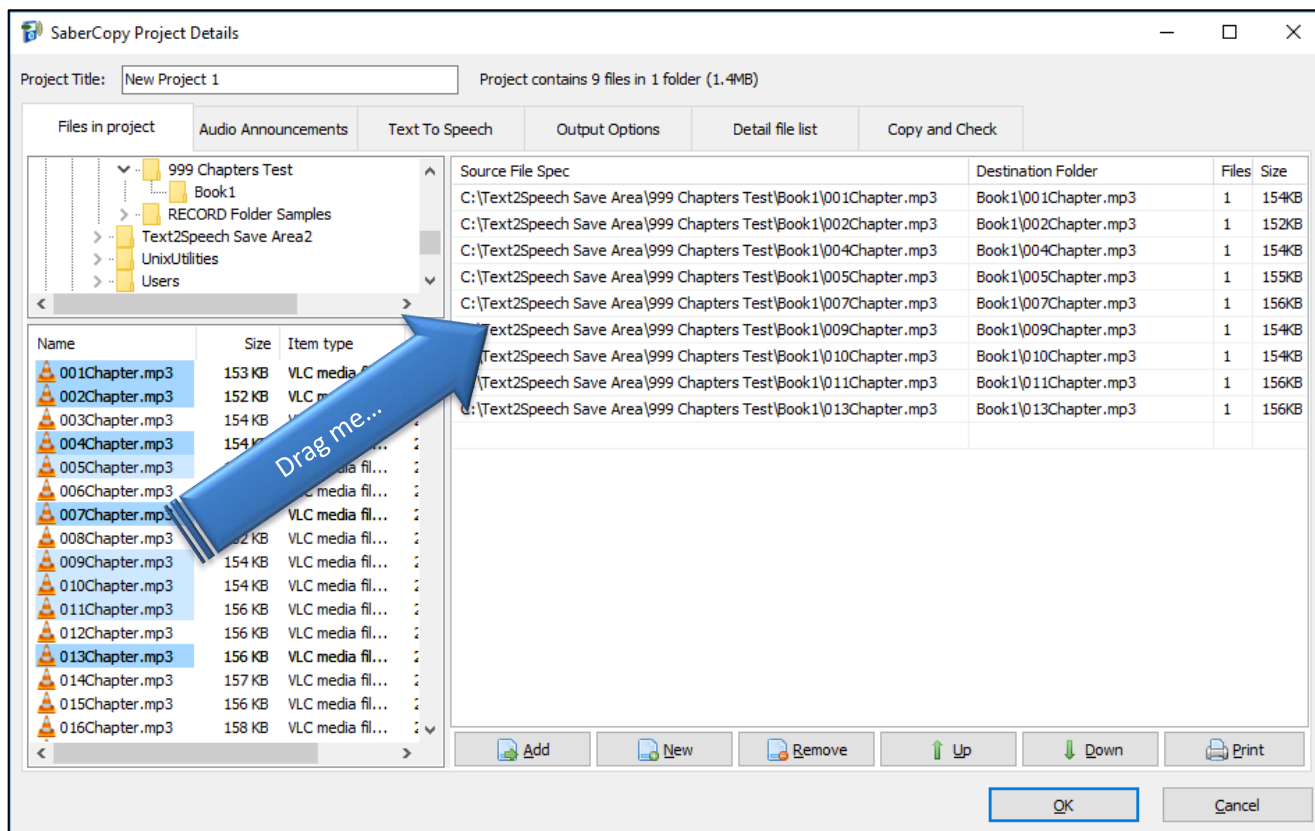 SaberCopy Project Details
Project Title: New Project 1 Project contains 9 files in 1 folder (1.4MB)
Files in project Audio Announcements Text To Speech Output Options Detail file list Copy and Check
999 Chapters Test
Book1
RECORD Folder Samples
Text2Speech Save Area2
UnixUtilities
Users
Name Size Item type
001Chapter.mp3 153 KB VLC media
002Chapter.mp3 152 KB VLC
003Chapter.mp3 154 KB
004Chapter.mp3 154
005Chapter.mp3 fil...
006Chapter.mp3 media fil...
007Chapter.mp3 VLC media fil...
008Chapter.mp3 KB VLC media fil...
009Chapter.mp3 154 KB VLC media fil...
010Chapter.mp3 154 KB VLC media fil...
011Chapter.mp3 156 KB VLC media fil...
012Chapter.mp3 156 KB VLC media fil...
013Chapter.mp3 156 KB VLC media fil...
014Chapter.mp3 157 KB VLC media fil...
015Chapter.mp3 156 KB VLC media fil...
016Chapter.mp3 158 KB VLC media fil...
Drag me...
Source File Spec Destination Folder Files Size
C:\Text2Speech Save Area\999 Chapters Test\Book1\001Chapter.mp3 Book1\001Chapter.mp3 1 154KB
C:\Text2Speech Save Area\999 Chapters Test\Book1\002Chapter.mp3 Book1\002Chapter.mp3 1 152KB
C:\Text2Speech Save Area\999 Chapters Test\Book1\004Chapter.mp3 Book1\004Chapter.mp3 1 154KB
C:\Text2Speech Save Area\999 Chapters Test\Book1\005Chapter.mp3 Book1\005Chapter.mp3 1 155KB
C:\Text2Speech Save Area\999 Chapters Test\Book1\007Chapter.mp3 Book1\007Chapter.mp3 1 156KB
Text2Speech Save Area\999 Chapters Test\Book1\009Chapter.mp3 Book1\009Chapter.mp3 1 154KB
Text2Speech Save Area\999 Chapters Test\Book1\010Chapter.mp3 Book1\010Chapter.mp3 1 154KB
\Text2Speech Save Area\999 Chapters Test\Book1\011Chapter.mp3 Book1\011Chapter.mp3 1 156KB
C:\Text2Speech Save Area\999 Chapters Test\Book1\013Chapter.mp3 Book1\013Chapter.mp3 1 156KB
Add New Remove Up Down Print
OK Cancel